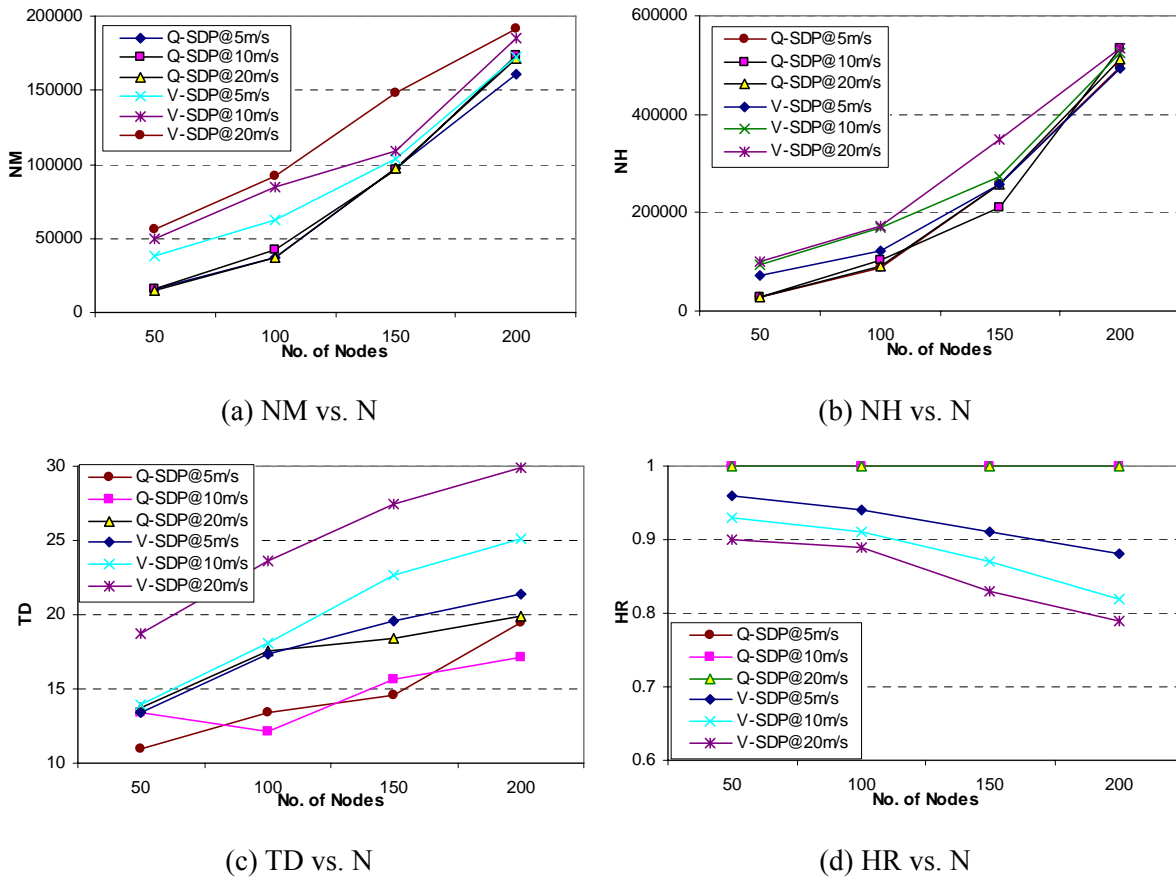 200000
150000
100000
50000
0
NM
Q-SDP@5m/s
Q-SDP@10m/s
Q-SDP@20m/s
V-SDP@5m/s
V-SDP@10m/s
V-SDP@20m/s
50 100 150 200
No. of Nodes
(a) NM vs. N
600000
400000
200000
0
NH
Q-SDP@5m/s
Q-SDP@10m/s
Q-SDP@20m/s
V-SDP@5m/s
V-SDP@10m/s
V-SDP@20m/s
50 100 150 200
No. of Nodes
(b) NH vs. N
30
25
20
15
10
TD
Q-SDP@5m/s
Q-SDP@10m/s
Q-SDP@20m/s
V-SDP@5m/s
V-SDP@10m/s
V-SDP@20m/s
50 100 150 200
No. of Nodes
(c) TD vs. N
1
0.9
0.8
0.7
0.6
HR
Q-SDP@5m/s
Q-SDP@10m/s
Q-SDP@20m/s
V-SDP@5m/s
V-SDP@10m/s
V-SDP@20m/s
50 100 150 200
No. of Nodes
(d) HR vs. N